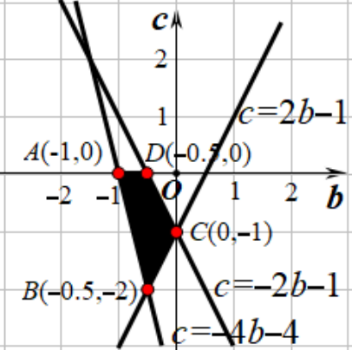 c
2
1
c=2b−1
A(-1,0)
D(−0.5,0)
−2
−1
O
1
2
b
C(0,−1)
B(−0.5,−2)
c=−2b−1
c=−4b−4